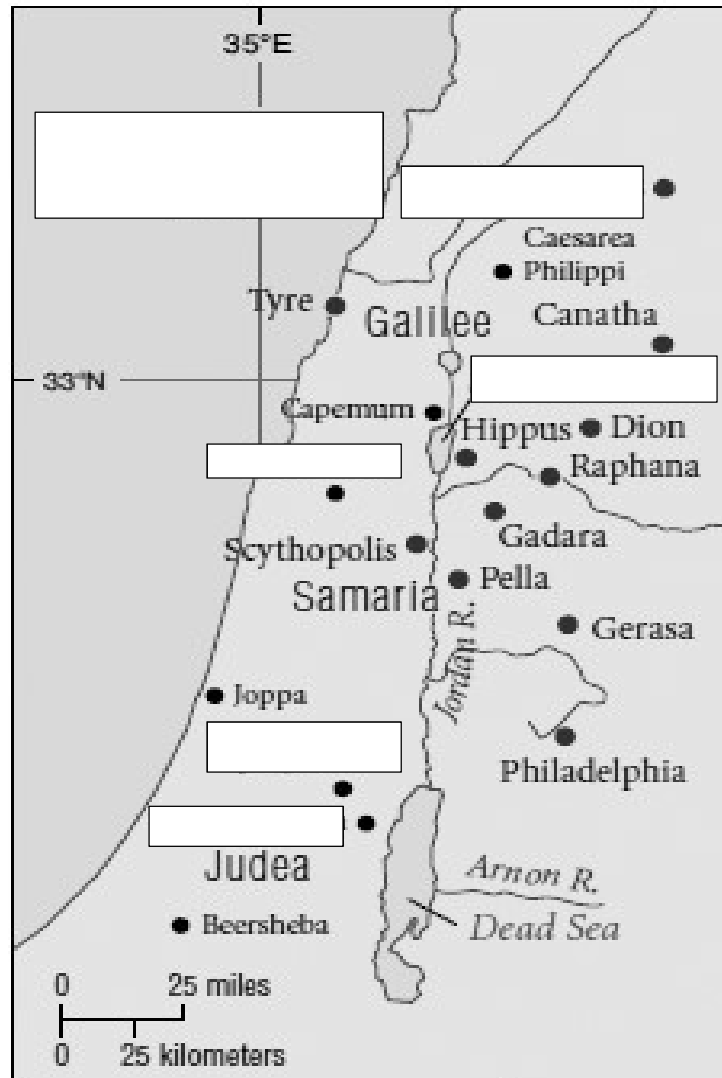 35°E
Caesarea
Philippi
Tyre
Galilee
Canatha
33°N
Capernum
Hippus
Dion
Raphana
Gadara
Scythopolis
Samaria
Pella
Jordan R.
Gerasa
Joppa
Philadelphia
Judea
Arnon R.
Dead Sea
Beersheba
0 25 miles
0 25 kilometers